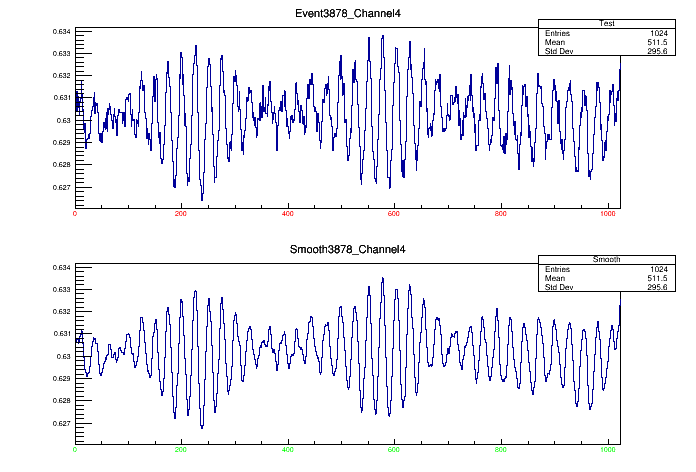 Event3878_Channel4
Test
Entries 1024
Mean 511.5
Std Dev 295.6
0.634
0.633
0.632
0.631
0.63
0.629
0.628
0.627
0 200 400 600 800 1000
Smooth3878_Channel4
Smooth
Entries 1024
Mean 511.5
Std Dev 295.6
0.634
0.633
0.632
0.631
0.63
0.629
0.628
0.627
0 200 400 600 800 1000